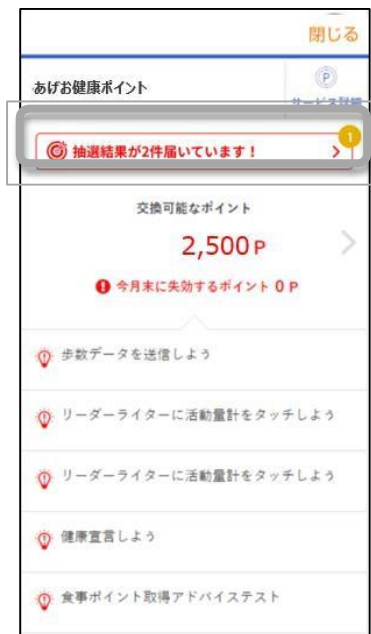 閉じる
あげお健康ポイント
P
サービス詳細
抽選結果が2件届いています！
1
交換可能なポイント
2,500 P
今月末に失効するポイント 0 P
歩数データを送信しよう
リーダーライターに活動量計をタッチしよう
リーダーライターに活動量計をタッチしよう
健康宣言しよう
食事ポイント取得アドバイステスト